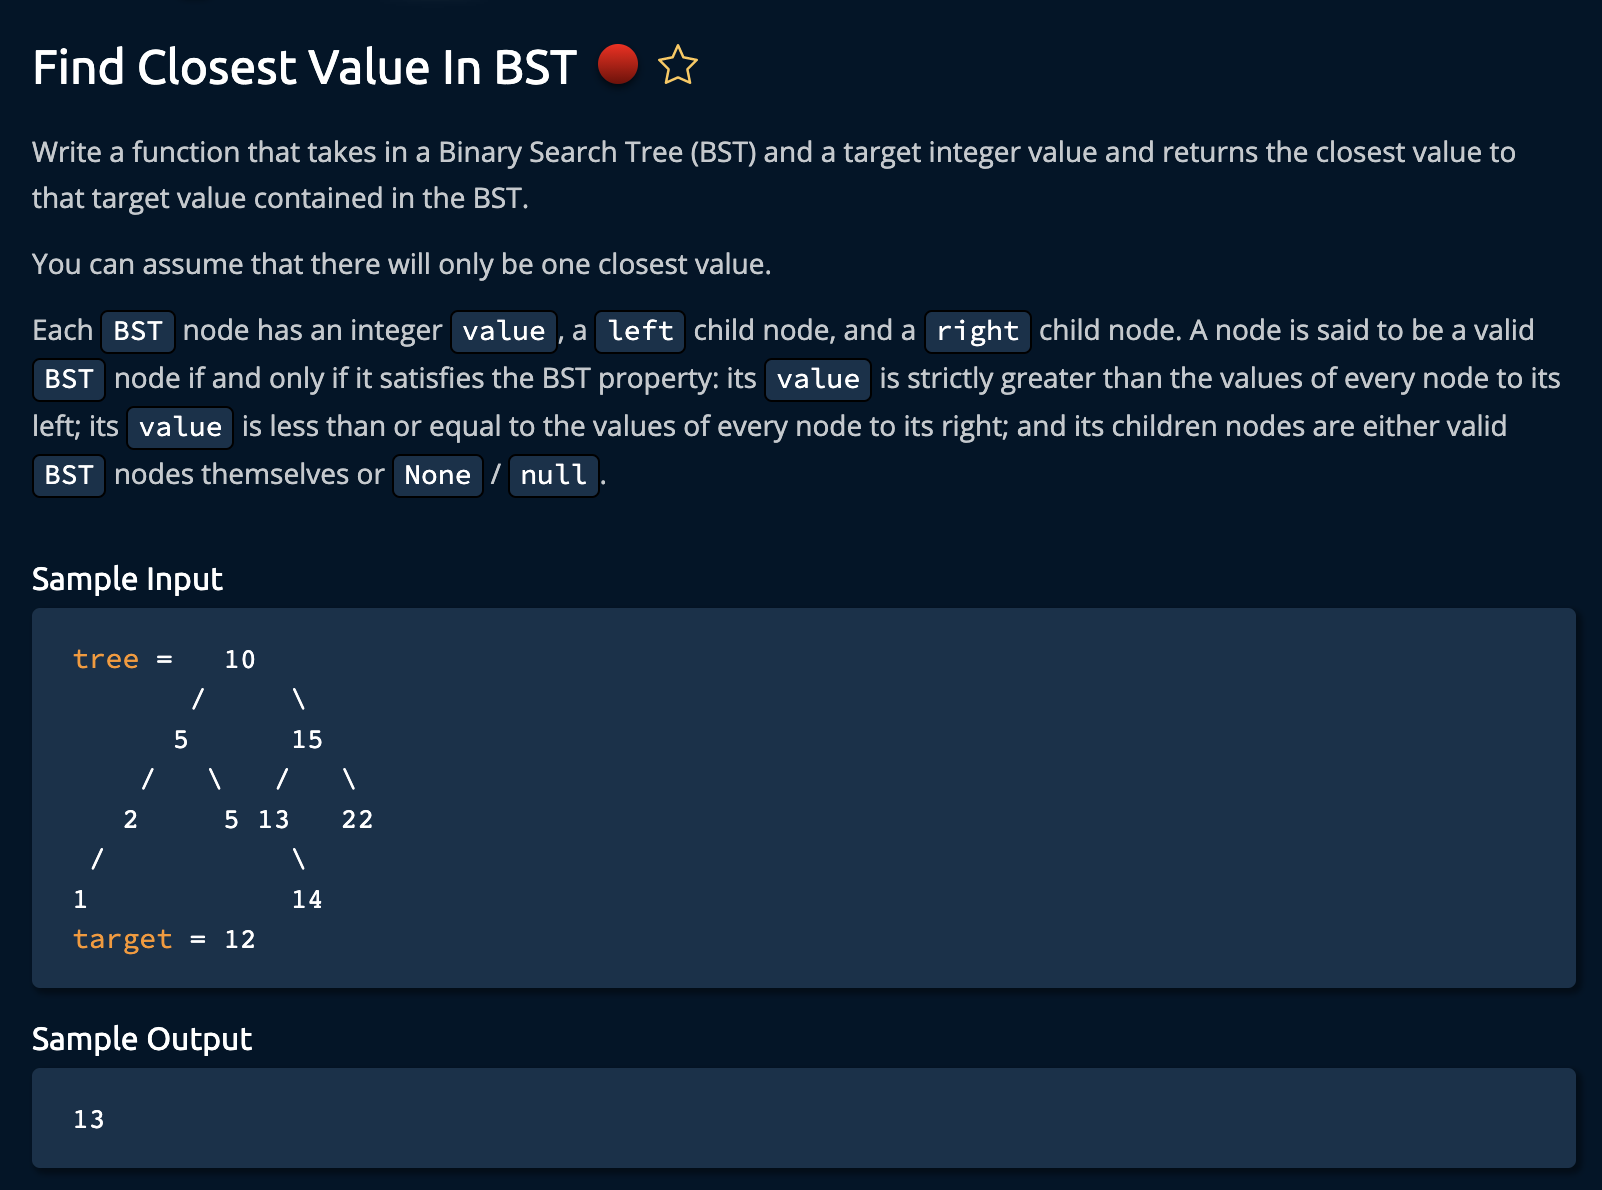 Find Closest Value In BST
Write a function that takes in a Binary Search Tree (BST) and a target integer value and returns the closest value to
that target value contained in the BST.
You can assume that there will only be one closest value.
Each BST node has an integer value, a left child node, and a right child node. A node is said to be a valid
BST node if and only if it satisfies the BST property: its value is strictly greater than the values of every node to its
left; its value is less than or equal to the values of every node to its right; and its children nodes are either valid
BST nodes themselves or None / null.
Sample Input
tree =   10
       /     \
      5      15
    /   \   /   \
   2     5 13   22
 /           \
1            14
target = 12
Sample Output
13